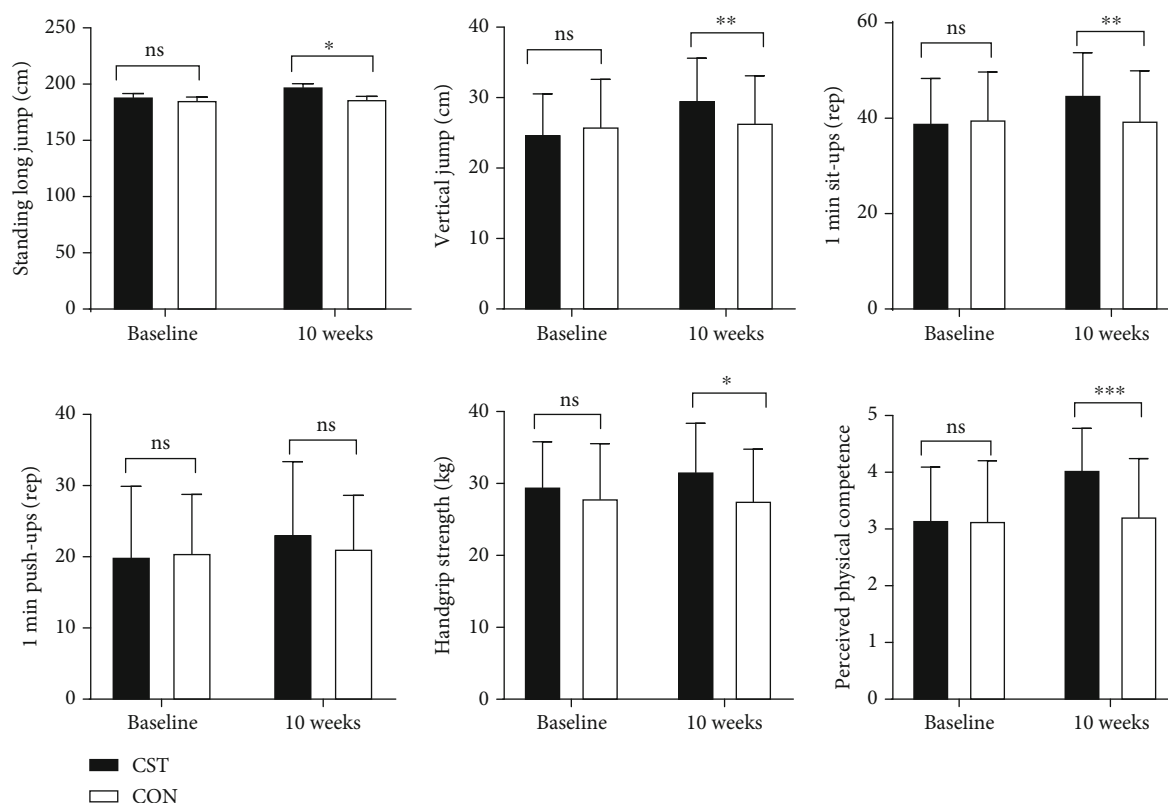 Standing long jump (cm)
250
200
150
100
50
0
ns
*
Baseline
10 weeks
Vertical jump (cm)
40
30
20
10
0
ns
**
Baseline
10 weeks
1 min sit-ups (rep)
60
40
20
0
ns
**
Baseline
10 weeks
1 min push-ups (rep)
40
30
20
10
0
ns
ns
Baseline
10 weeks
Handgrip strength (kg)
40
30
20
10
0
ns
*
Baseline
10 weeks
Perceived physical competence
5
4
3
2
1
0
ns
***
Baseline
10 weeks
CST
CON